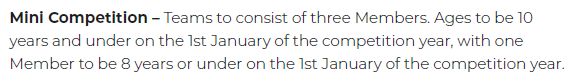 Mini Competition – Teams to consist of three Members. Ages to be 10
years and under on the 1st January of the competition year, with one
Member to be 8 years or under on the 1st January of the competition year.